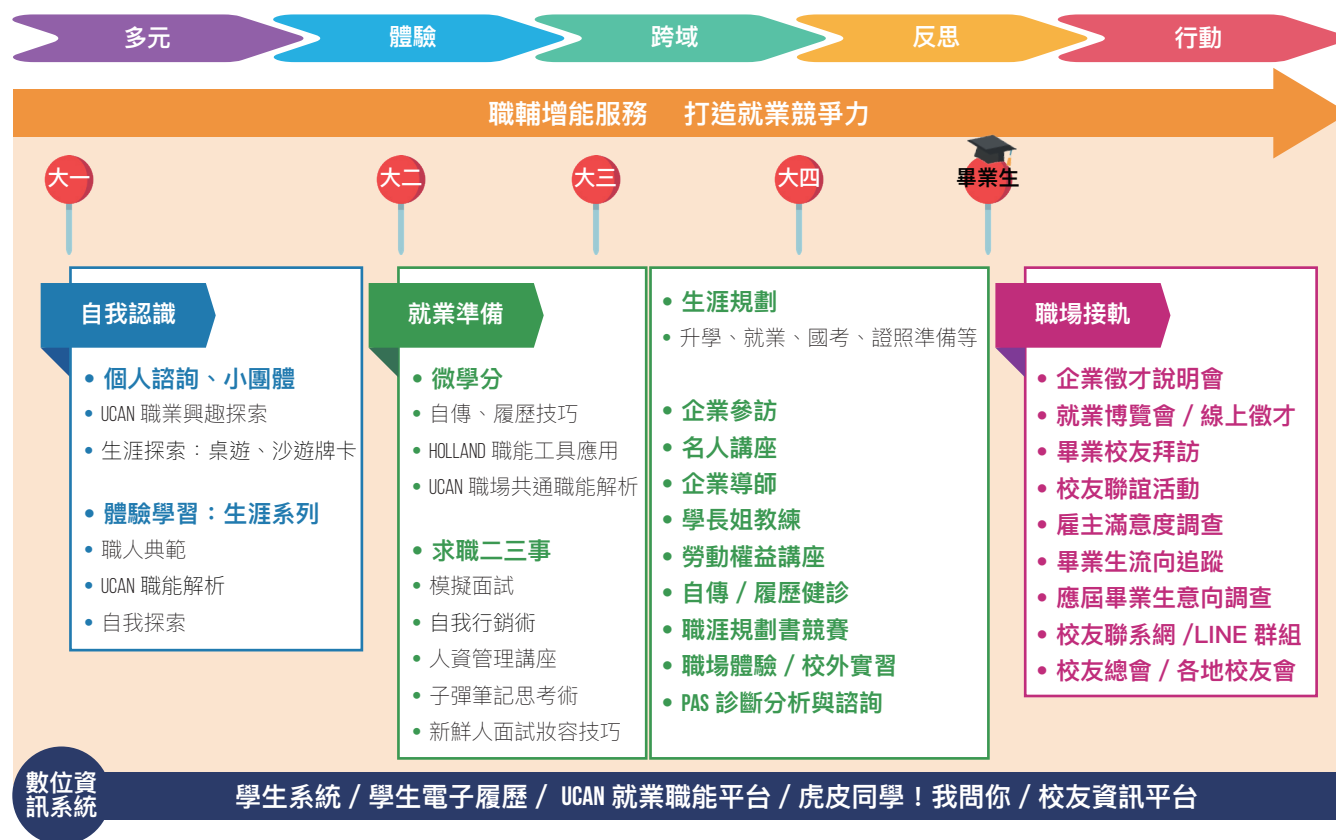 多元
體驗
跨域
反思
行動
職輔增能服務 打造就業競爭力
大一
大二
大三
大四
畢業生
自我認識
• 個人諮詢、小團體
• UCAN 職業興趣探索
• 生涯探索：桌遊、沙遊牌卡
• 體驗學習：生涯系列
• 職人典範
• UCAN 職能解析
• 自我探索
就業準備
• 微學分
• 自傳、履歷技巧
• HOLLAND 職能工具應用
• UCAN 職場共通職能解析
• 求職二三事
• 模擬面試
• 自我行銷術
• 人資管理講座
• 子彈筆記思考術
• 新鮮人面試妝容技巧
• 生涯規劃
• 升學、就業、國考、證照準備等
• 企業參訪
• 名人講座
• 企業導師
• 學長姐教練
• 勞動權益講座
• 自傳 / 履歷健診
• 職涯規劃書競賽
• 職場體驗 / 校外實習
• PAS 診斷分析與諮詢
職場接軌
• 企業徵才說明會
• 就業博覽會 / 線上徵才
• 畢業校友拜訪
• 校友聯誼活動
• 雇主滿意度調查
• 畢業生流向追蹤
• 應屆畢業生意向調查
• 校友聯系網 /LINE 群組
• 校友總會 / 各地校友會
數位資
訊系統
學生系統 / 學生電子履歷 / UCAN 就業職能平台 / 虎皮同學！我問你 / 校友資訊平台